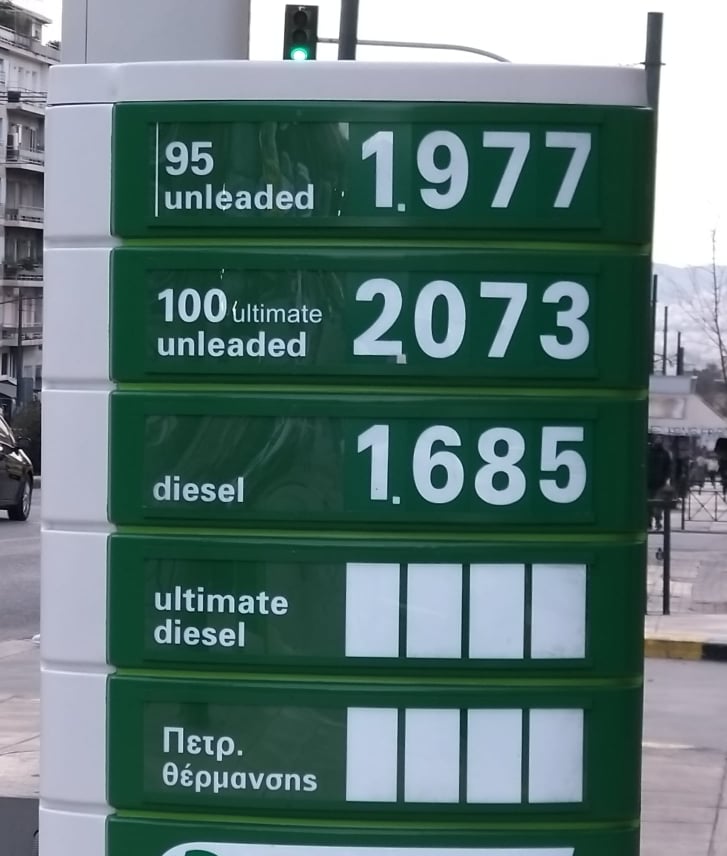 95
unleaded 1.977
100 ultimate
unleaded 2.073
diesel 1.685
ultimate
diesel
Πετρ.
θέρμανσης